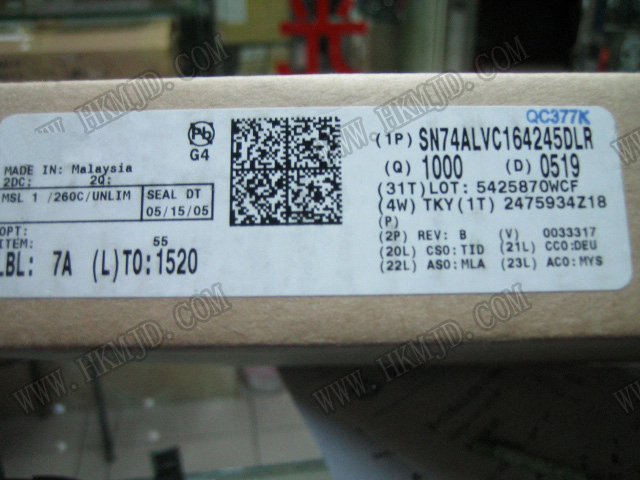 米
QC377K
Pb
G4
(1P) SN74ALVC164245DLR
(Q) 1000 (D) 0519
(31T)LOT: 5425870WCF
(4W) TKY(1T) 2475934Z18
(P)
(2P) REV: B (V) 0033317
(20L) CSO:TID (21L) CCO:DEU
(22L) ASO:MLA (23L) ACO:MYS
MADE IN: Malaysia
2DC: 2Q:
MSL 1 /260C/UNLIM
SEAL DT
05/15/05
OPT:
ITEM: 55
LBL: 7A (L)TO:1520
WWW.HKMJD.COM
WWW.HKMJD.COM
WWW.HKMJD.COM
WWW.HKMJD.COM